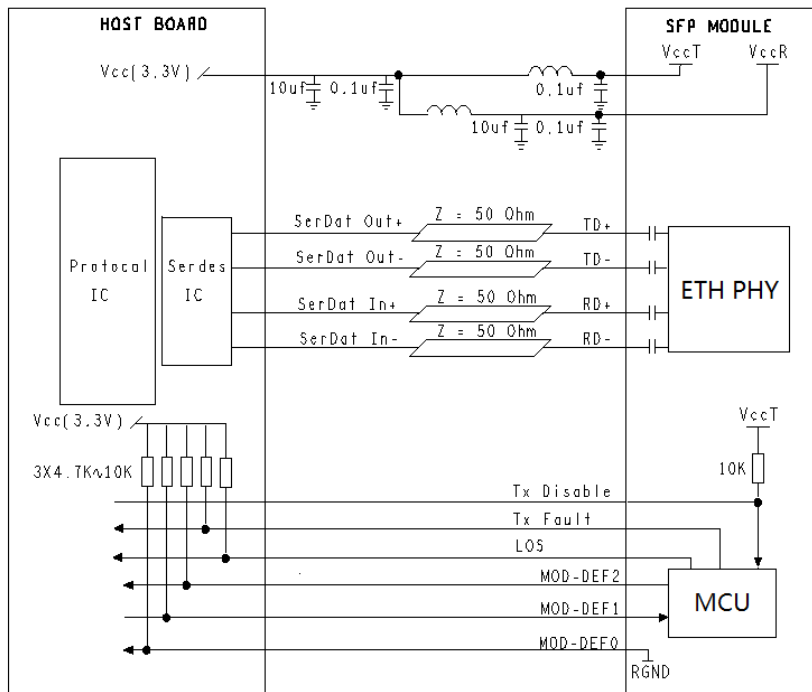 HOST BOARD
SFP MODULE
VccT
VccR
Vcc(3.3V)
10uf
0.1uf
0.1uf
10uf
0.1uf
SerDat Out+
Z = 50 Ohm
TD+
SerDat Out-
Z = 50 Ohm
TD-
Protocal
IC
Serdes
IC
ETH PHY
SerDat In+
Z = 50 Ohm
RD+
SerDat In-
Z = 50 Ohm
RD-
Vcc(3.3V)
VccT
3X4.7K~10K
10K
Tx Disable
Tx Fault
LOS
MOD-DEF2
MCU
MOD-DEF1
MOD-DEF0
RGND